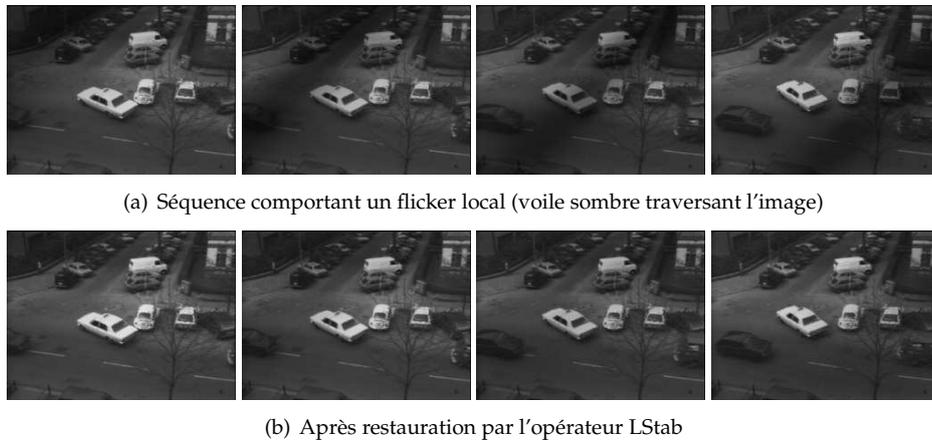 (a) Séquence comportant un flicker local (voile sombre traversant l'image)
(b) Après restauration par l'opérateur LStab